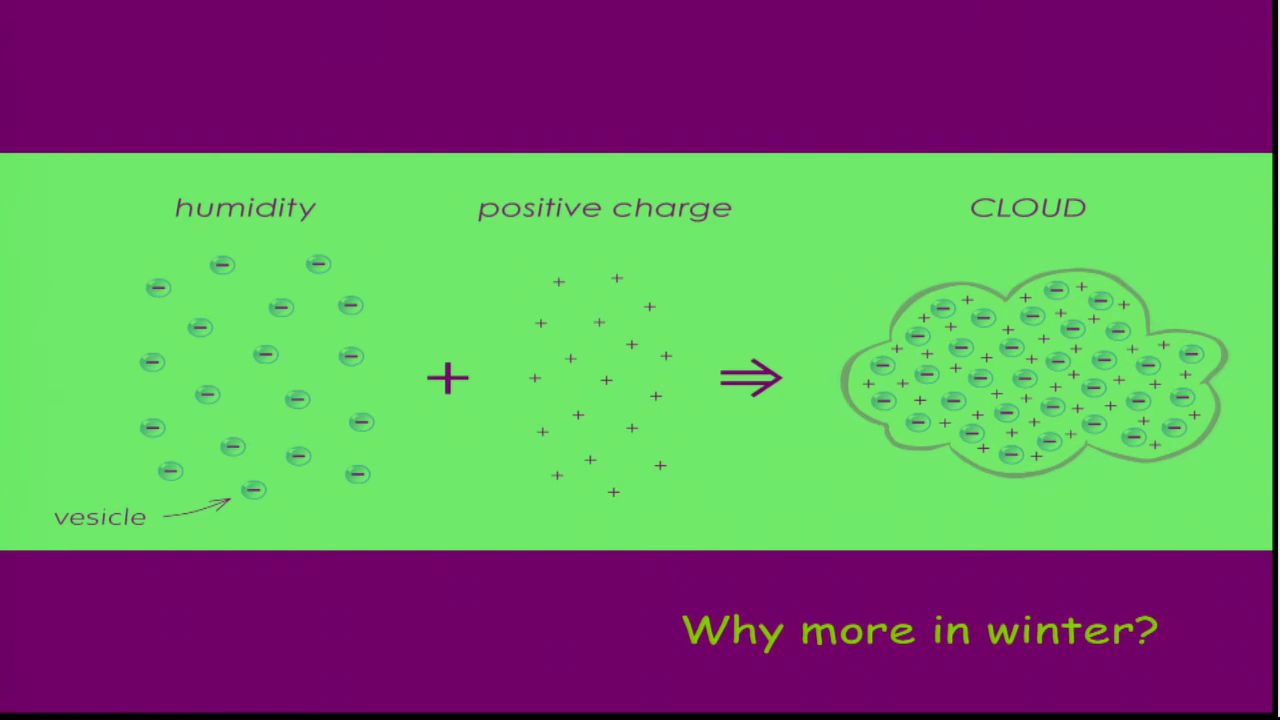 humidity
positive charge
CLOUD
+
⇒
vesicle
Why more in winter?